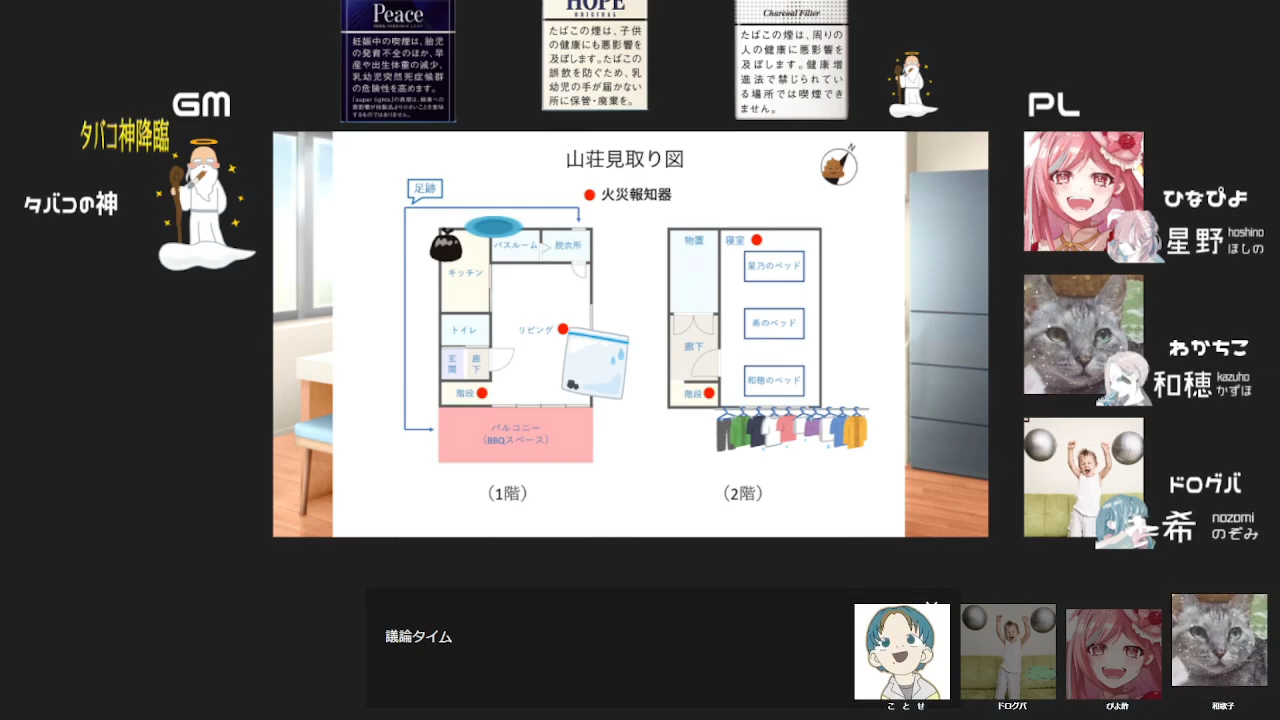 Peace
妊娠中の喫煙は、胎児
の発育不全のほか、早
産や出生体重の減少、
乳幼児突然死症候群
の危険性を高めます。
HOPE
ORIGINAL
たばこの煙は、子供
の健康にも悪影響を
及ぼします。たばこの
誤飲を防ぐため、乳
幼児の手が届かない
所に保管・廃棄を。
Charcoal Filter
たばこの煙は、周りの
人の健康に悪影響を
及ぼします。健康増
進法で禁じられてい
る場所では喫煙でき
ません。
GM
タバコ神降臨
タバコの神
PL
山荘見取り図
N
火災報知器
足跡
バスルーム
脱衣所
キッチン
トイレ
リビング
玄関
廊下
階段
バルコニー
（BBQスペース）
（1階）
物置
寝室
星乃のベッド
希のベッド
廊下
和穂のベッド
階段
（2階）
ひなぴよ
星野 hoshino ほしの
わかちこ
和穂 kazuho かずほ
ドログバ
希 nozomi のぞみ
議論タイム
ことせ
ドログバ